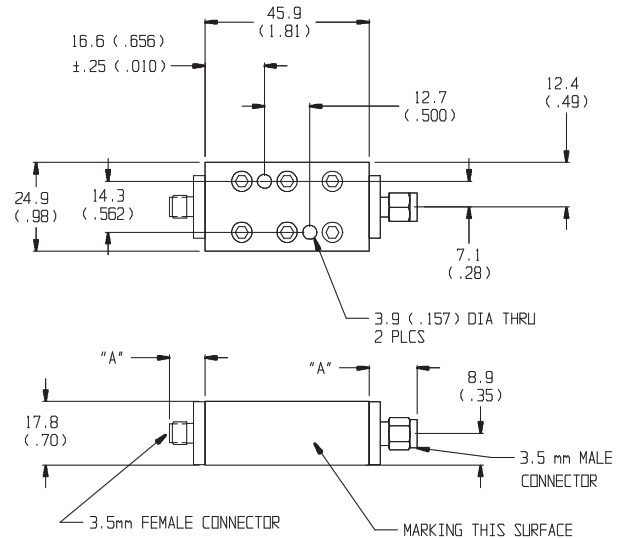 45.9
(1.81)
16.6 (.656)
±.25 (.010)
12.7
(.500)
12.4
(.49)
24.9
(.98)
14.3
(.562)
7.1
(.28)
3.9 (.157) DIA THRU
2 PLCS
"A"
"A"
8.9
(.35)
17.8
(.70)
3.5 mm MALE
CONNECTOR
3.5mm FEMALE CONNECTOR
MARKING THIS SURFACE